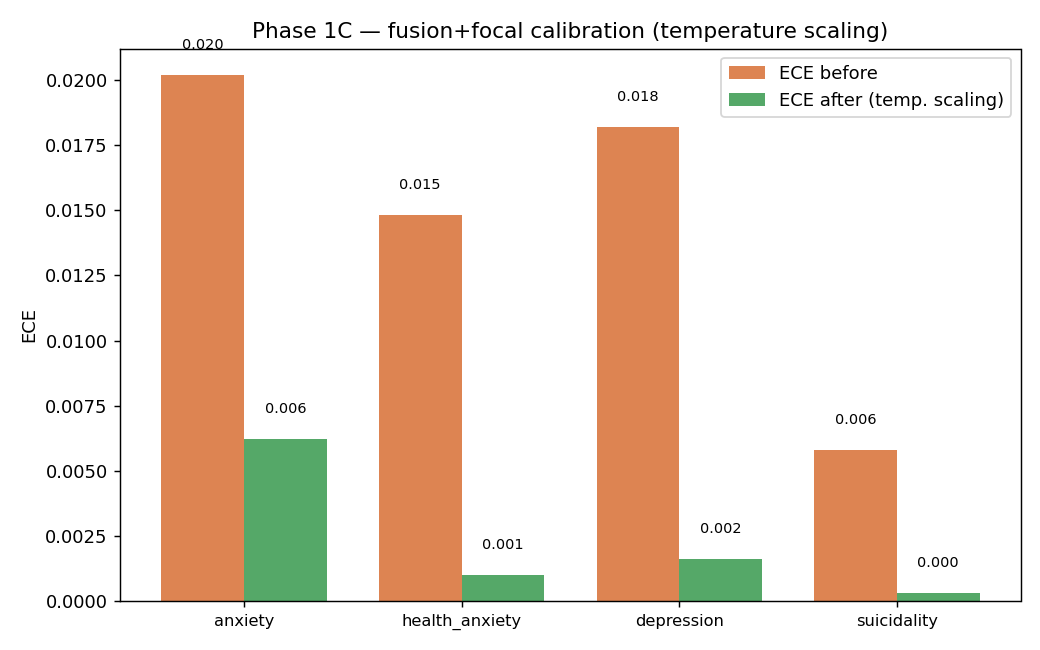 Phase 1C — fusion+focal calibration (temperature scaling)
ECE before
ECE after (temp. scaling)
0.020
0.006
0.015
0.001
0.018
0.002
0.006
0.000
ECE
0.0200
0.0175
0.0150
0.0125
0.0100
0.0075
0.0050
0.0025
0.0000
anxiety
health_anxiety
depression
suicidality